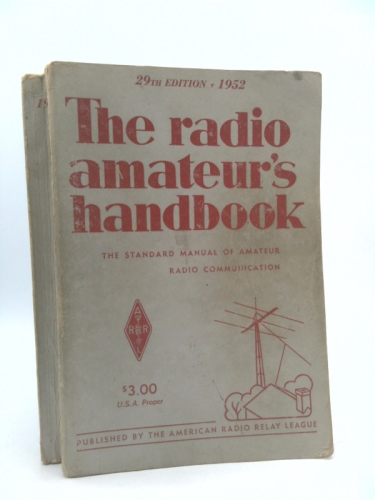 29TH EDITION • 1952
The radio
amateur's
handbook
THE STANDARD MANUAL OF AMATEUR
RADIO COMMUNICATION
A
R R
L
$3.00
U.S.A. Proper
PUBLISHED BY THE AMERICAN RADIO RELAY LEAGUE